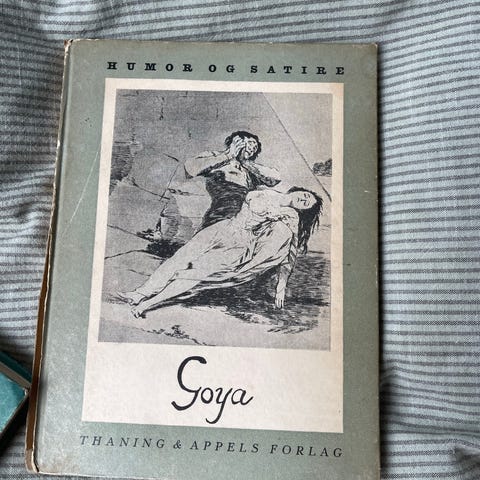 HUMOR OG SATIRE
Goya
THANING & APPELS FORLAG